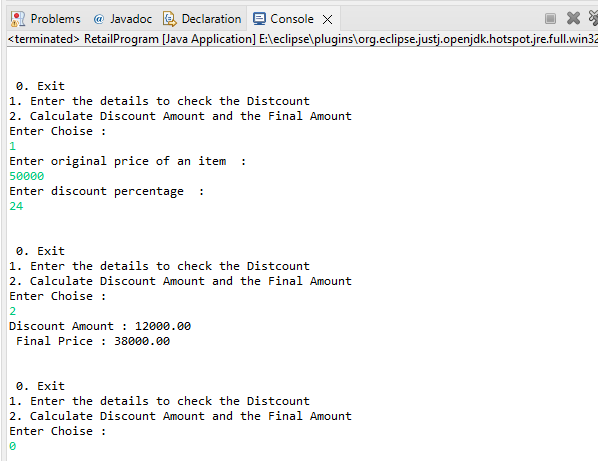 Problems @ Javadoc Declaration Console
<terminated> RetailProgram [Java Application] E:\eclipse\plugins\org.eclipse.justj.openjdk.hotspot.jre.full.win32
0. Exit
1. Enter the details to check the Distcount
2. Calculate Discount Amount and the Final Amount
Enter Choise :
1
Enter original price of an item  :
50000
Enter discount percentage  :
24
0. Exit
1. Enter the details to check the Distcount
2. Calculate Discount Amount and the Final Amount
Enter Choise :
2
Discount Amount : 12000.00
Final Price : 38000.00
0. Exit
1. Enter the details to check the Distcount
2. Calculate Discount Amount and the Final Amount
Enter Choise :
0